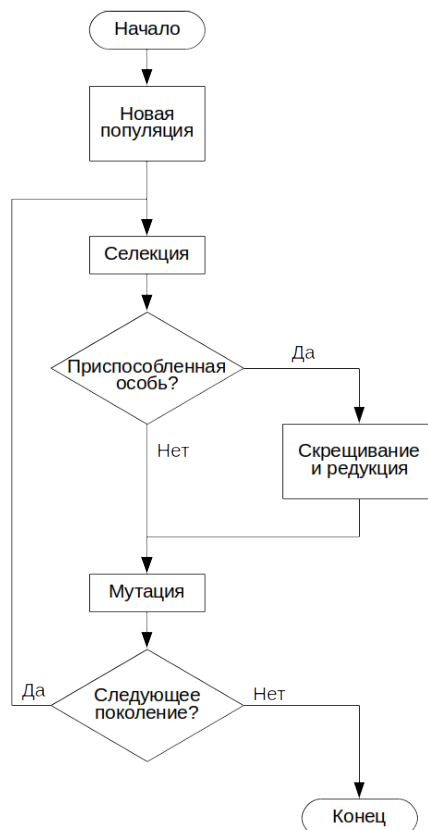 Начало
Новая
популяция
Селекция
Приспособленная
особь?
Да
Нет
Скрещивание
и редукция
Мутация
Да
Следующее
поколение?
Нет
Конец